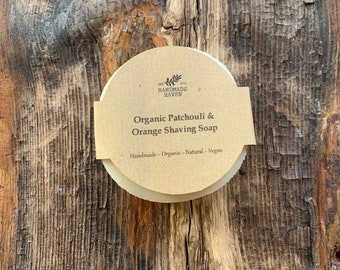 HANDMADE
HAVEN
Organic Patchouli &
Orange Shaving Soap
Handmade ~ Organic ~ Natural ~ Vegan